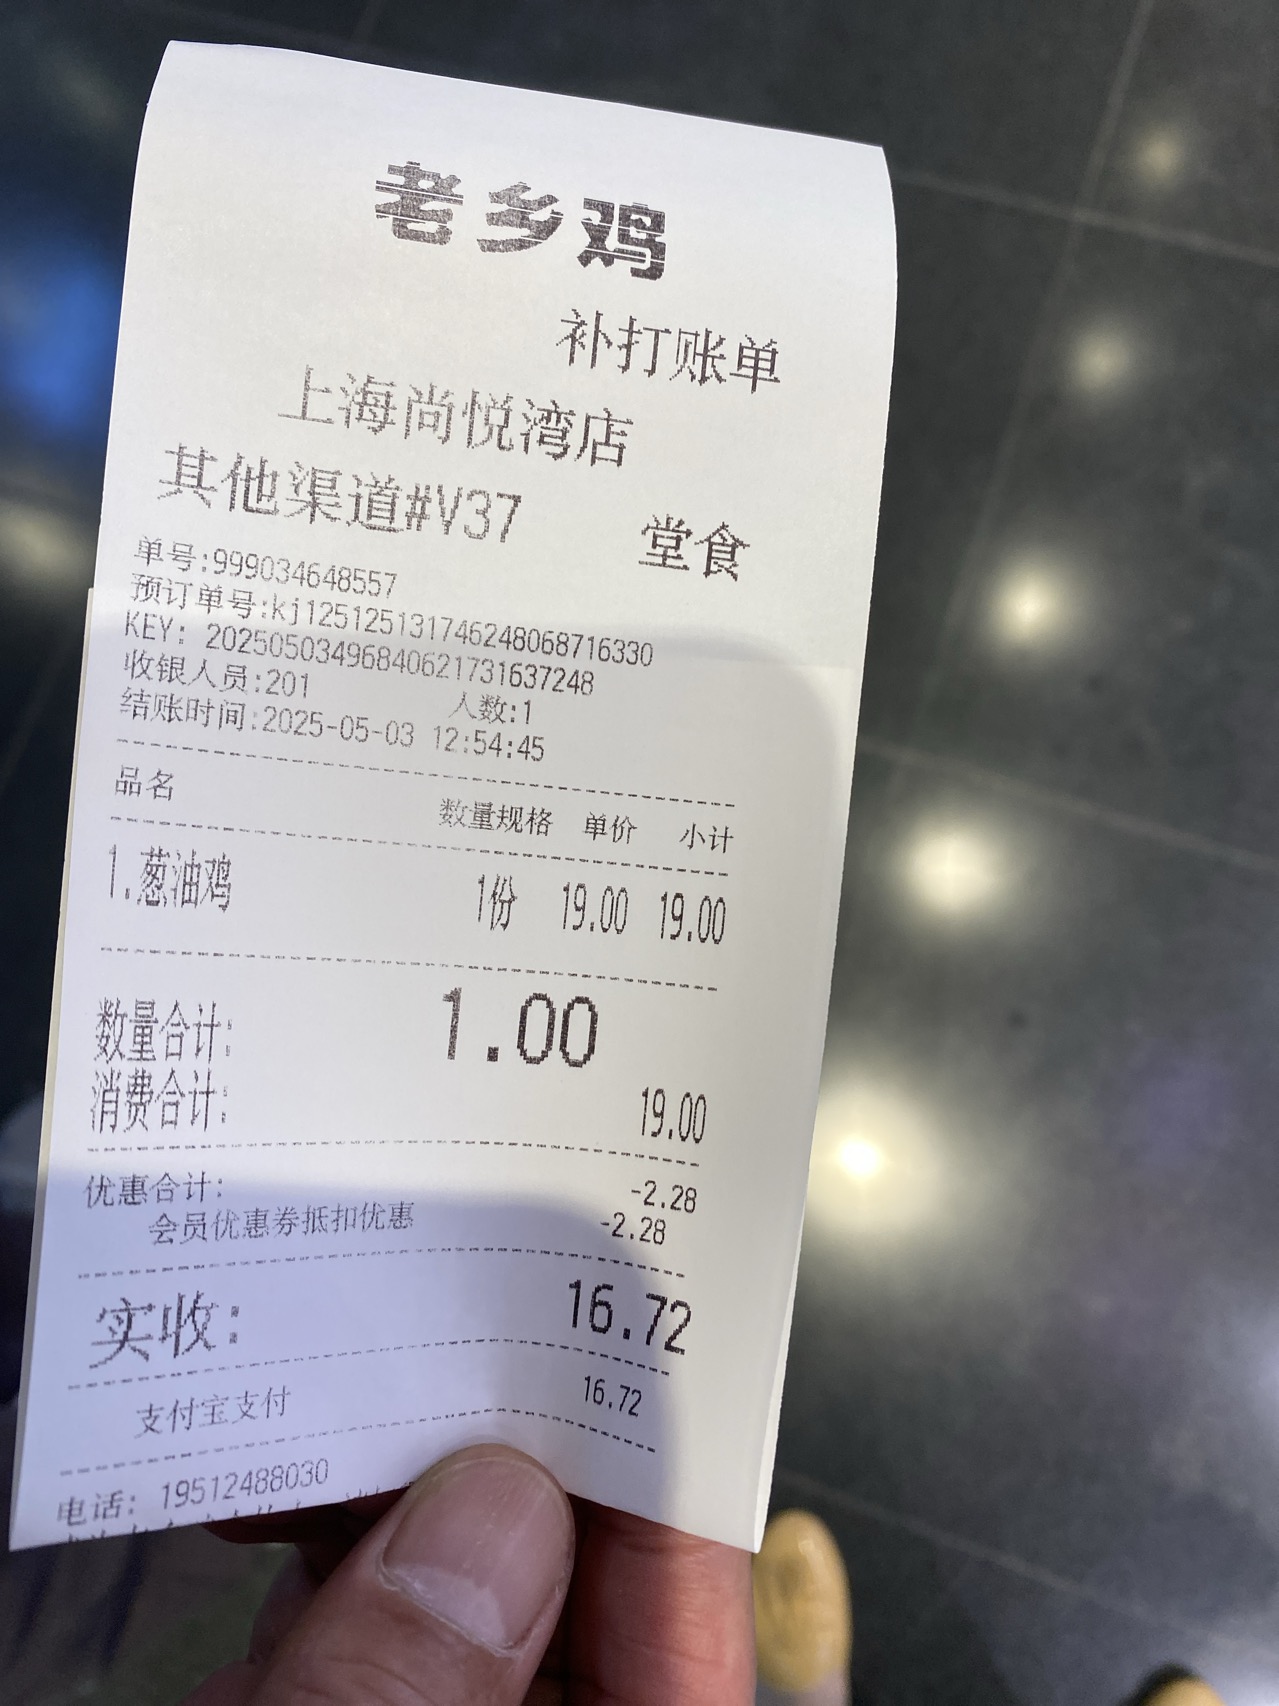 老乡鸡
补打账单
上海尚悦湾店
其他渠道#V37 堂食
单号:999034648557
预订单号:kj12512513174624806871633​0
KEY: 20250503496840621731637248
收银人员:201 人数:1
结账时间:2025-05-03 12:54:45
品名 数量规格 单价 小计
1.葱油鸡 1份 19.00 19.00
数量合计: 1.00
消费合计: 19.00
优惠合计: -2.28
会员优惠券抵扣优惠 -2.28
实收: 16.72
支付宝支付 16.72
电话: 19512488030